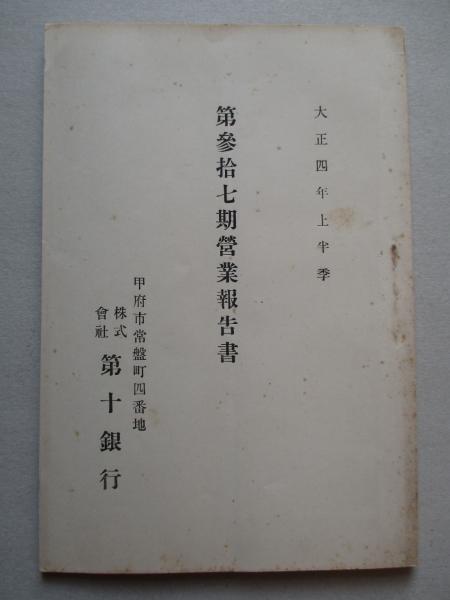 大正四年上半季
第參拾七期營業報告書
甲府市常盤町四番地
株式會社 第十銀行